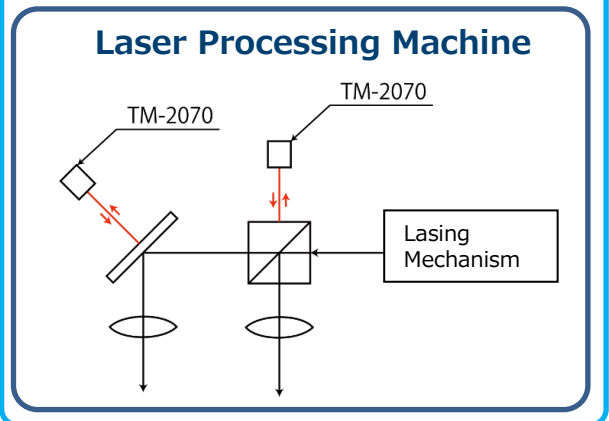 Laser Processing Machine
TM-2070
TM-2070
Lasing
Mechanism